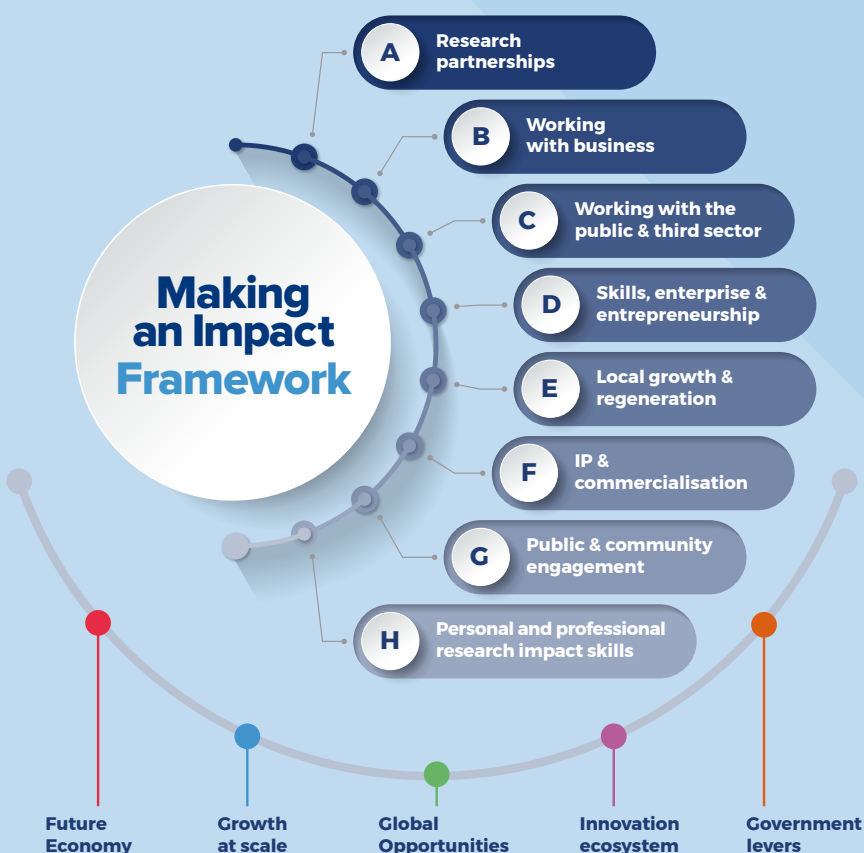 Making
an Impact
Framework
A
Research
partnerships
B
Working
with business
C
Working with the
public & third sector
D
Skills, enterprise &
entrepreneurship
E
Local growth &
regeneration
F
IP &
commercialisation
G
Public & community
engagement
H
Personal and professional
research impact skills
Future
Economy
Growth
at scale
Global
Opportunities
Innovation
ecosystem
Government
levers